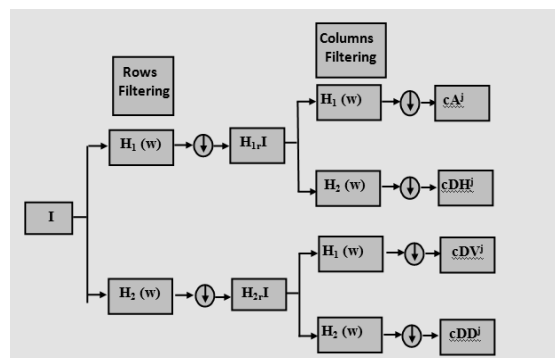 Rows
Filtering
Columns
Filtering
H₁ (w)
H₁ᵣI
H₁ (w)
cAʲ
H₂ (w)
cDHʲ
I
H₂ (w)
H₂ᵣI
H₁ (w)
cDVʲ
H₂ (w)
cDDʲ